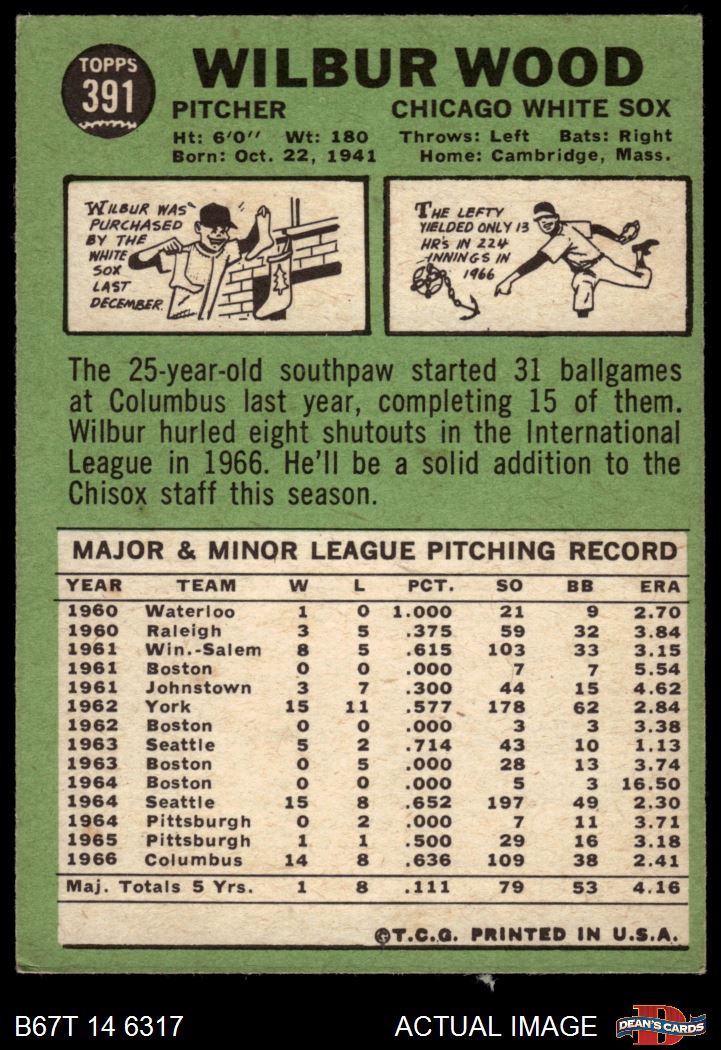 TOPPS
391
WILBUR WOOD
PITCHER CHICAGO WHITE SOX
Ht: 6'0" Wt: 180 Throws: Left Bats: Right
Born: Oct. 22, 1941 Home: Cambridge, Mass.
WILBUR WAS
PURCHASED
BY THE
WHITE
SOX
LAST
DECEMBER.
THE LEFTY
YIELDED ONLY 13
HR'S IN 224
INNINGS IN
1966
The 25-year-old southpaw started 31 ballgames
at Columbus last year, completing 15 of them.
Wilbur hurled eight shutouts in the International
League in 1966. He'll be a solid addition to the
Chisox staff this season.
MAJOR & MINOR LEAGUE PITCHING RECORD
YEAR TEAM W L PCT. SO BB ERA
1960 Waterloo 1 0 1.000 21 9 2.70
1960 Raleigh 3 5 .375 59 32 3.84
1961 Win.-Salem 8 5 .615 103 33 3.15
1961 Boston 0 0 .000 7 7 5.54
1961 Johnstown 3 7 .300 44 15 4.62
1962 York 15 11 .577 178 62 2.84
1962 Boston 0 0 .000 3 3 3.38
1963 Seattle 5 2 .714 43 10 1.13
1963 Boston 0 5 .000 28 13 3.74
1964 Boston 0 0 .000 5 3 16.50
1964 Seattle 15 8 .652 197 49 2.30
1964 Pittsburgh 0 2 .000 7 11 3.71
1965 Pittsburgh 1 1 .500 29 16 3.18
1966 Columbus 14 8 .636 109 38 2.41
Maj. Totals 5 Yrs. 1 8 .111 79 53 4.16
©T.C.G. PRINTED IN U.S.A.
B67T 14 6317 ACTUAL IMAGE
D
DEAN'S CARDS